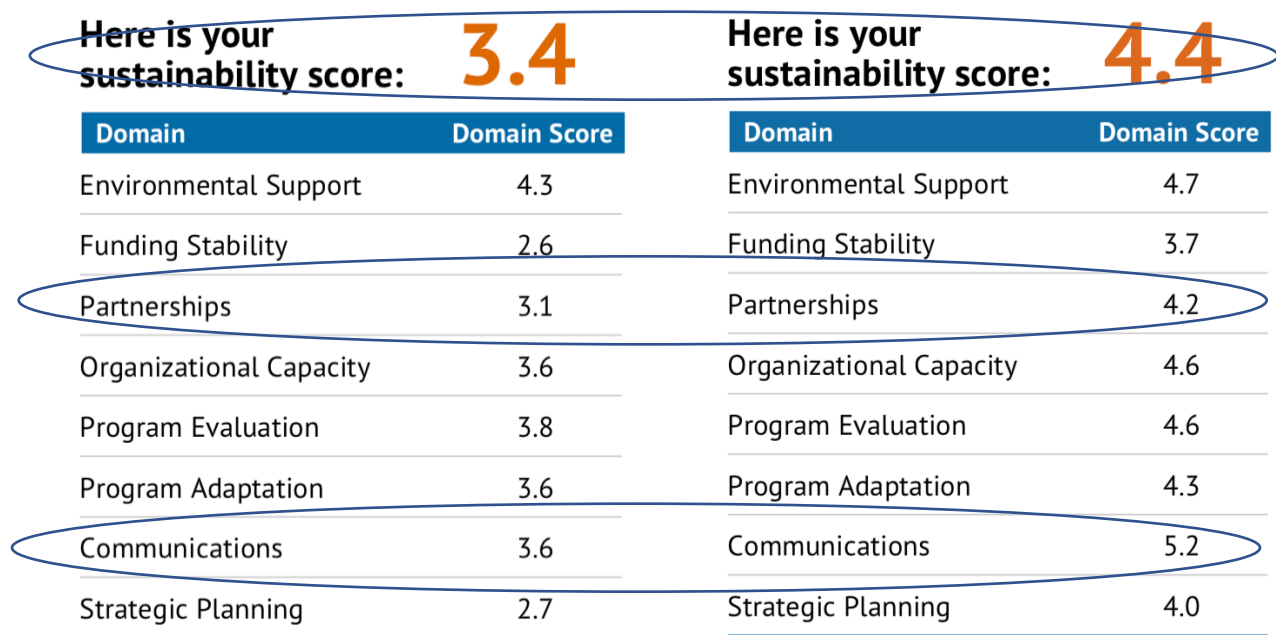 Here is your
sustainability score: 3.4
Domain Domain Score
Environmental Support 4.3
Funding Stability 2.6
Partnerships 3.1
Organizational Capacity 3.6
Program Evaluation 3.8
Program Adaptation 3.6
Communications 3.6
Strategic Planning 2.7
Here is your
sustainability score: 4.4
Domain Domain Score
Environmental Support 4.7
Funding Stability 3.7
Partnerships 4.2
Organizational Capacity 4.6
Program Evaluation 4.6
Program Adaptation 4.3
Communications 5.2
Strategic Planning 4.0